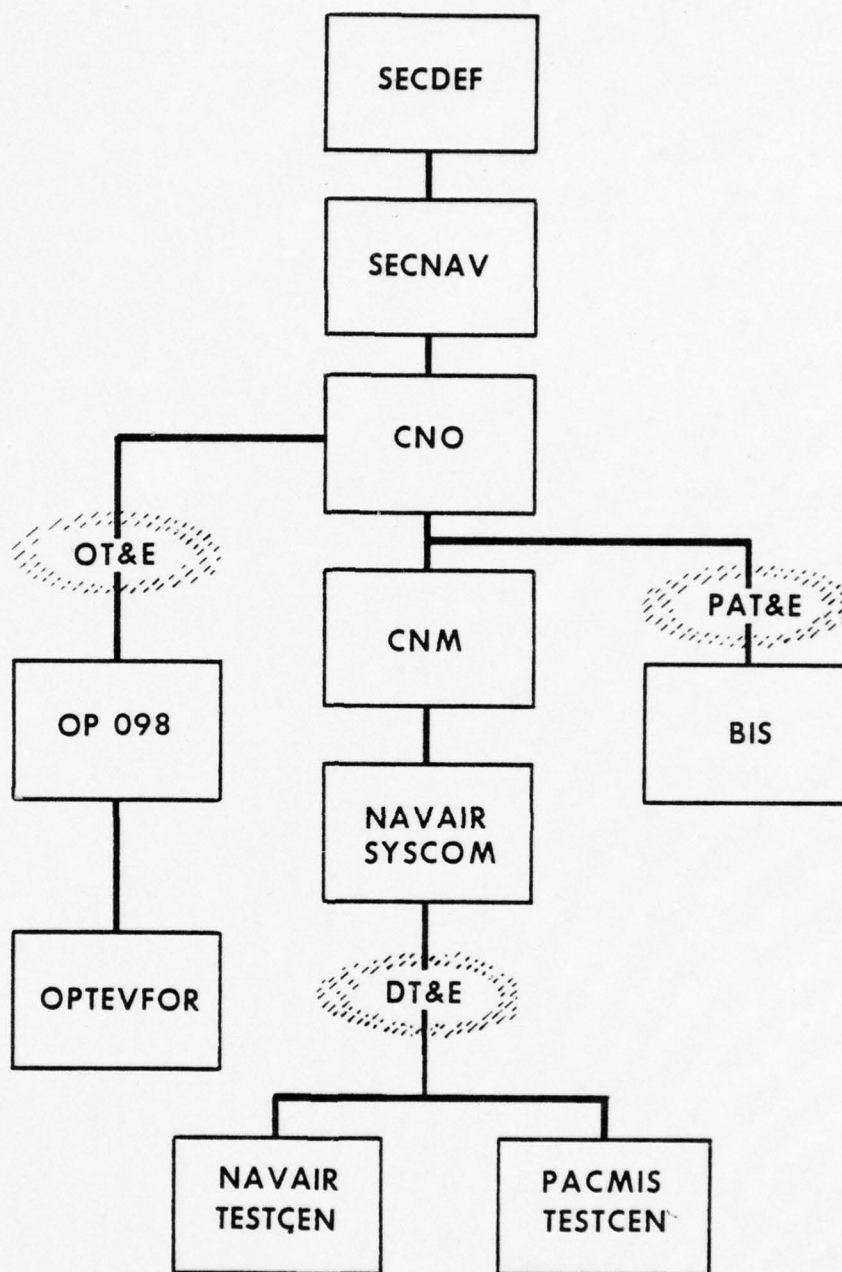 SECDEF
SECNAV
CNO
OT&E
PAT&E
CNM
OP 098
BIS
NAVAIR
SYSCOM
OPTEVFOR
DT&E
NAVAIR
TESTCEN
PACMIS
TESTCEN